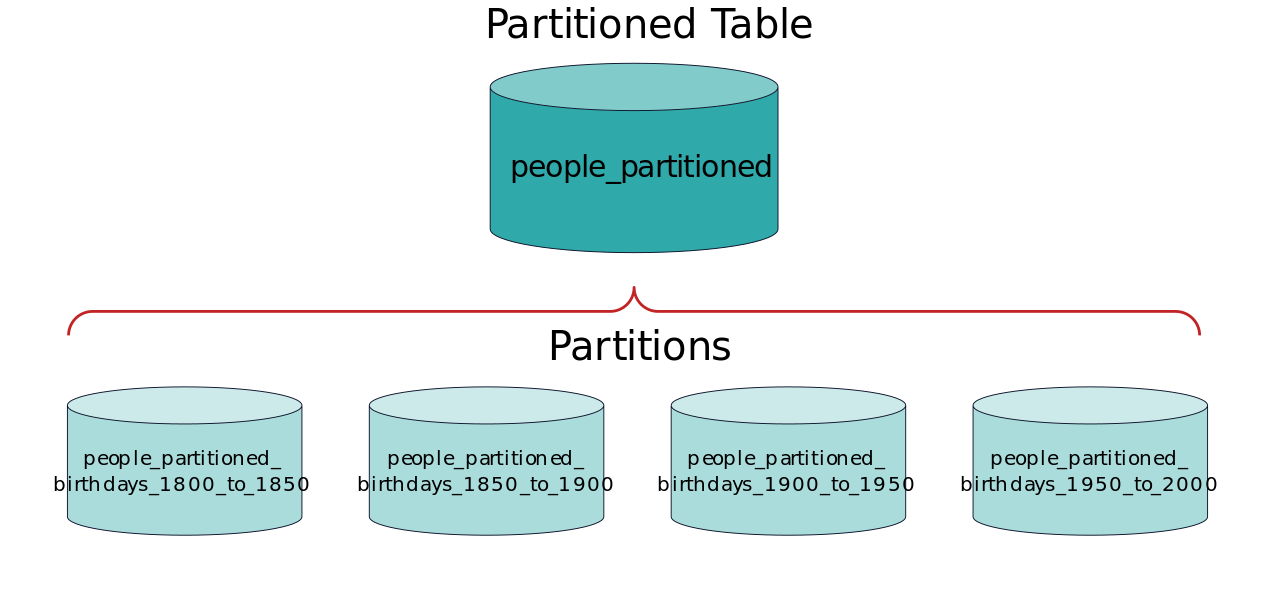 Partitioned Table
people_partitioned
Partitions
people_partitioned_
birthdays_1800_to_1850
people_partitioned_
birthdays_1850_to_1900
people_partitioned_
birthdays_1900_to_1950
people_partitioned_
birthdays_1950_to_2000